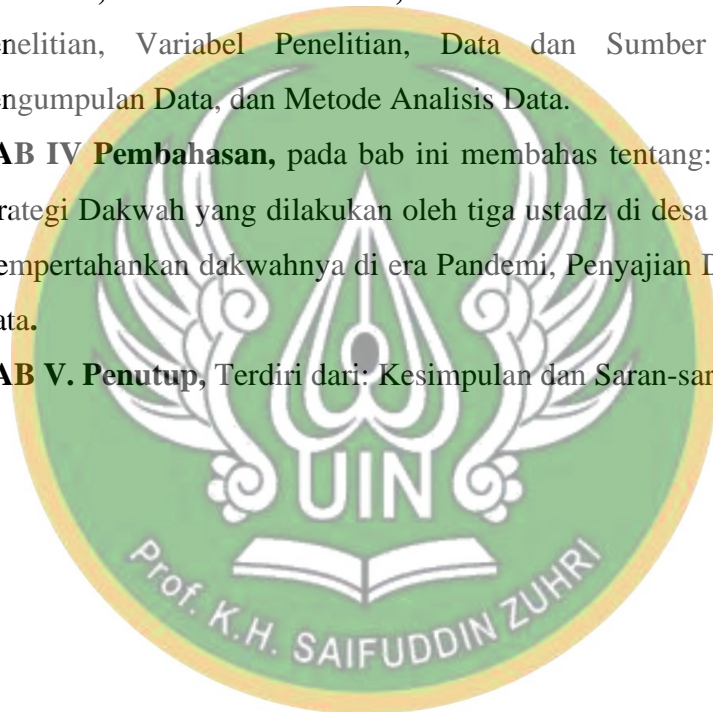 enelitian, Variabel Penelitian, Data dan Sumber
engumpulan Data, dan Metode Analisis Data.
AB IV Pembahasan, pada bab ini membahas tentang:
rategi Dakwah yang dilakukan oleh tiga ustadz di desa
empertahankan dakwahnya di era Pandemi, Penyajian D
ata.
AB V. Penutup, Terdiri dari: Kesimpulan dan Saran-sar
UIN
Prof. K.H. SAIFUDDIN ZUHRI